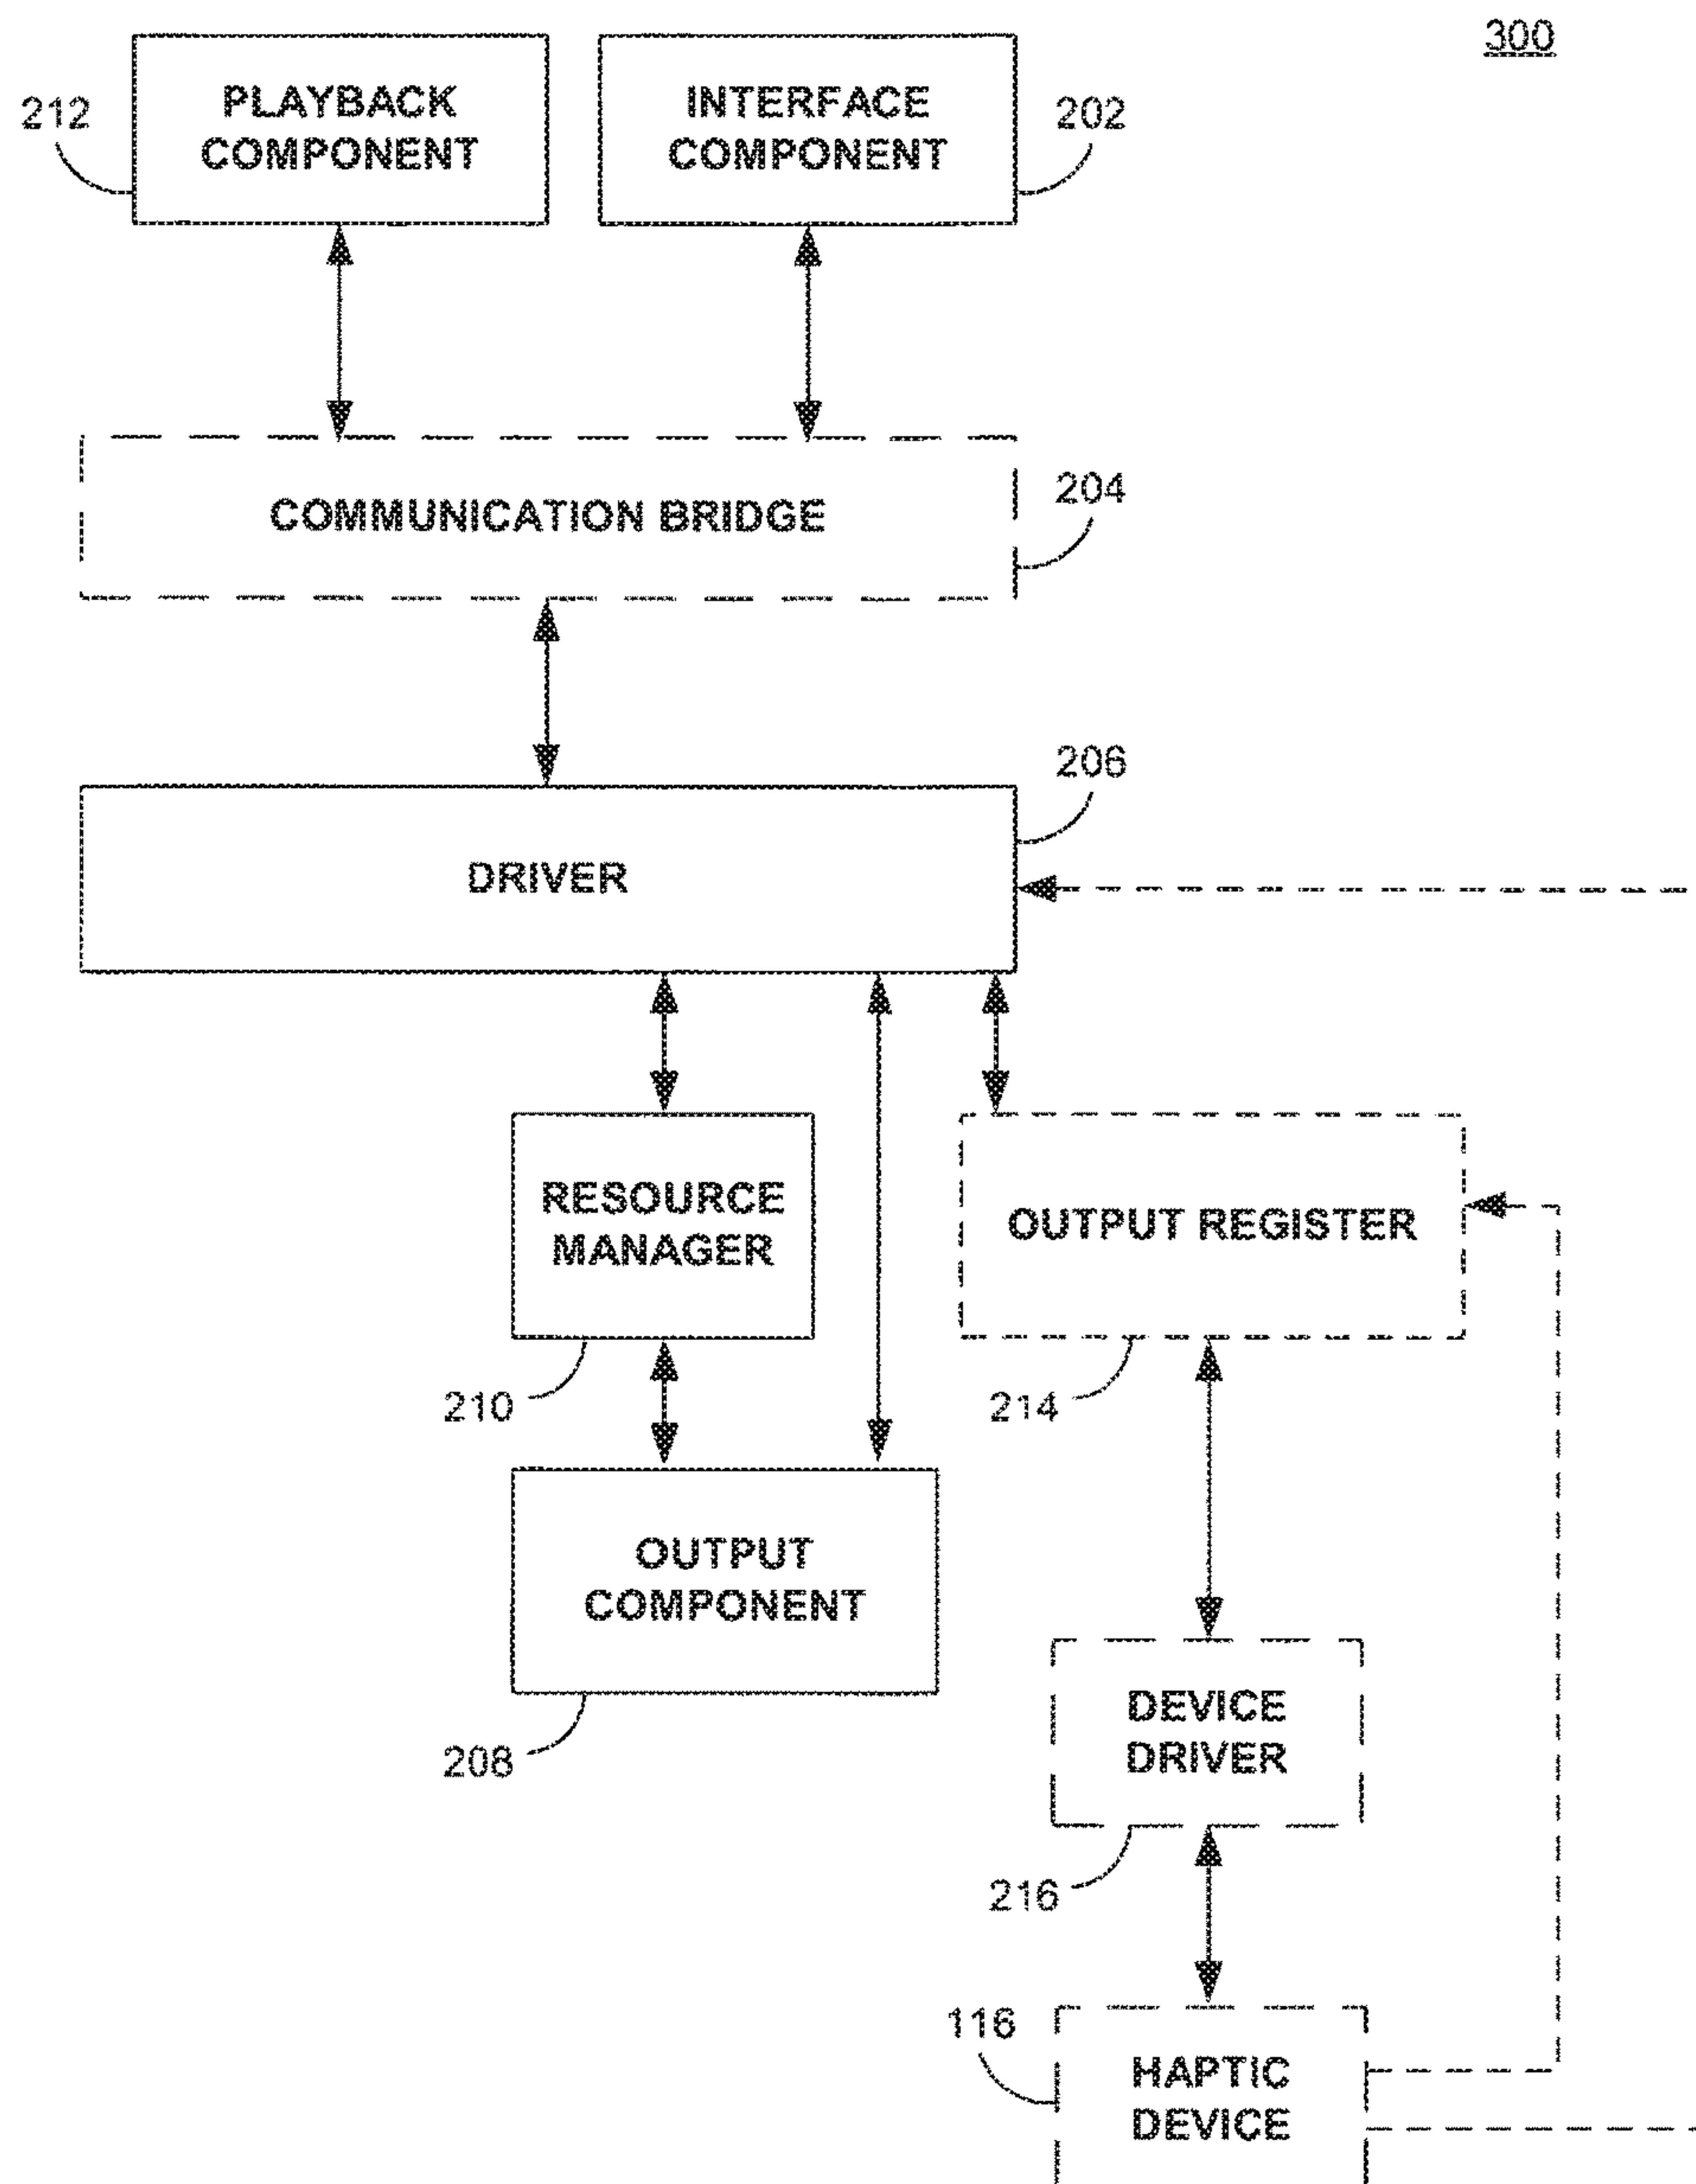 300
PLAYBACK
COMPONENT
212
INTERFACE
COMPONENT
202
COMMUNICATION BRIDGE
204
206
DRIVER
RESOURCE
MANAGER
210
OUTPUT REGISTER
214
OUTPUT
COMPONENT
208
DEVICE
DRIVER
216
116
HAPTIC
DEVICE